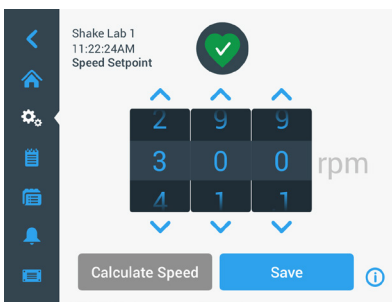 Shake Lab 1
11:22:24AM
Speed Setpoint
2 9 9
3 0 0 rpm
4 1 1
Calculate Speed Save